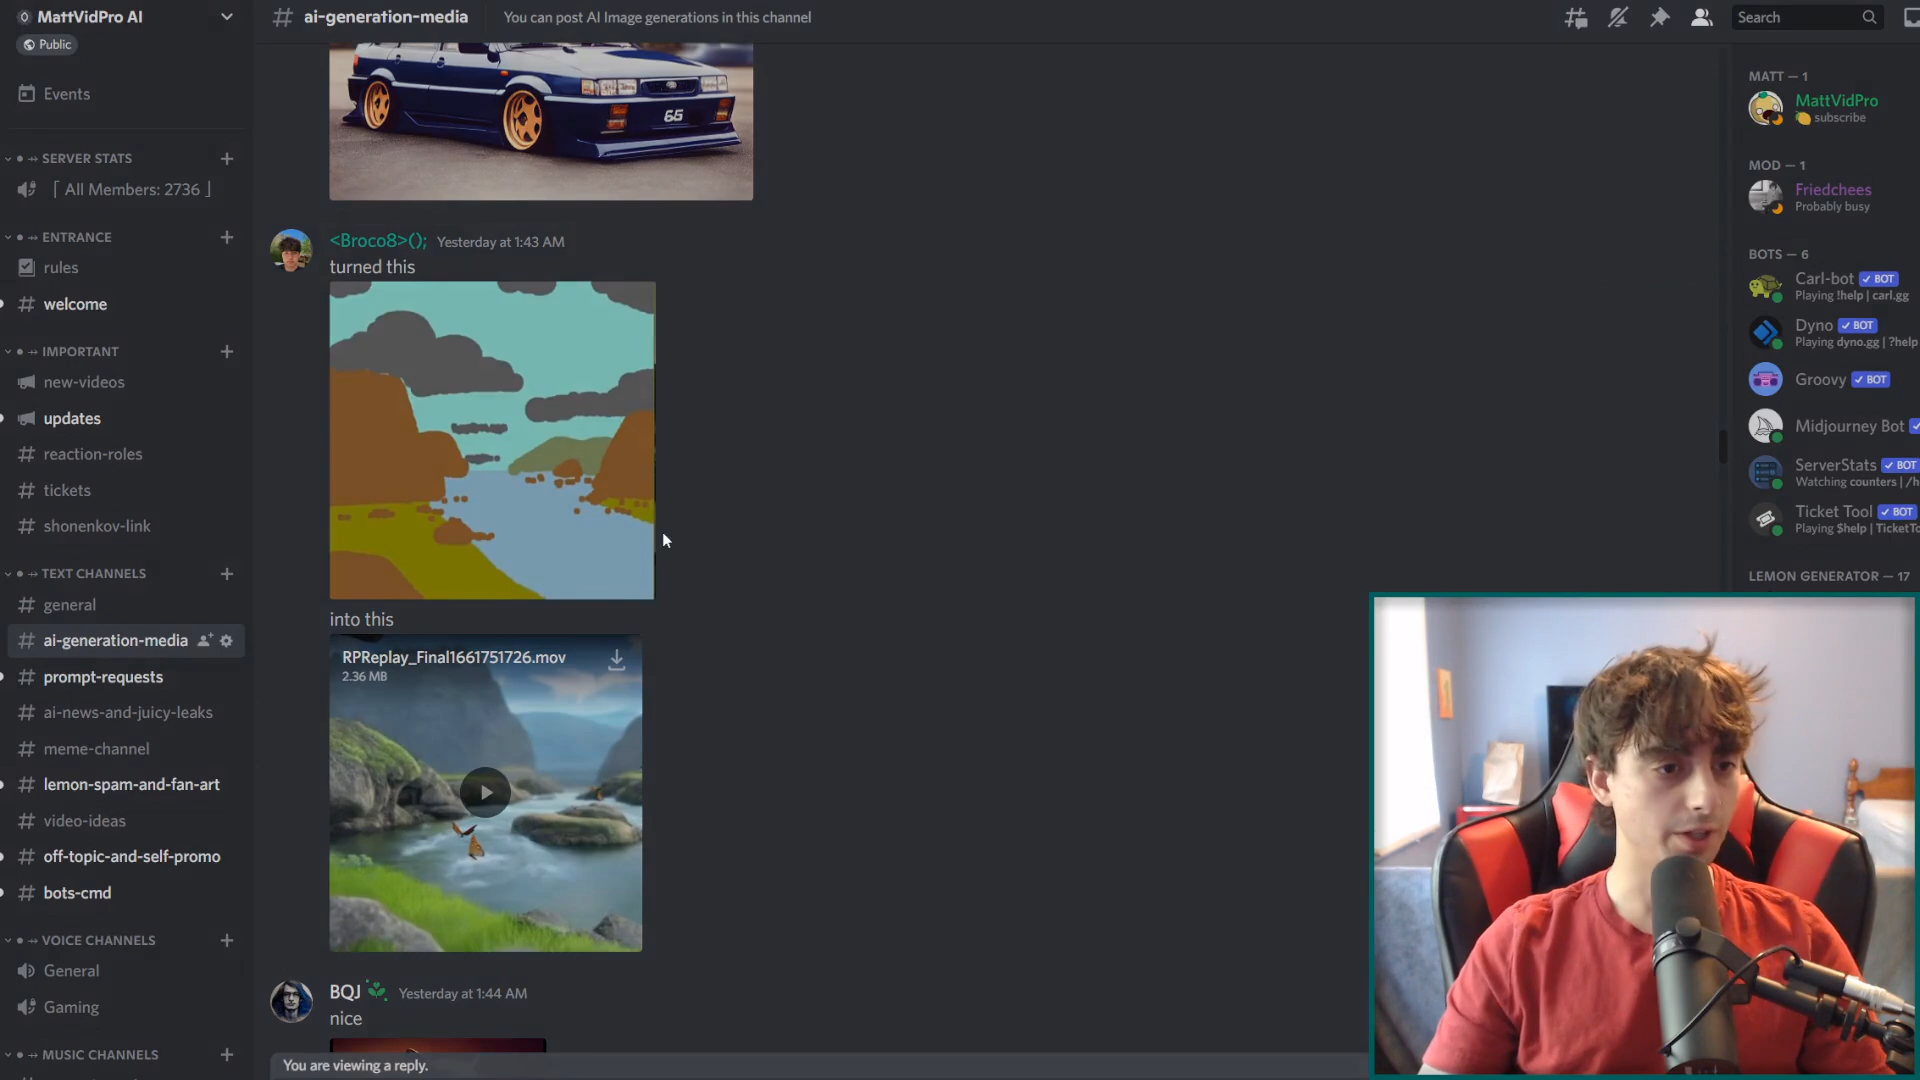 MattVidPro AI
Public
Events
SERVER STATS
「 All Members: 2736 」
ENTRANCE
rules
welcome
IMPORTANT
new-videos
updates
reaction-roles
tickets
shonenkov-link
TEXT CHANNELS
general
ai-generation-media
prompt-requests
ai-news-and-juicy-leaks
meme-channel
lemon-spam-and-fan-art
video-ideas
off-topic-and-self-promo
bots-cmd
VOICE CHANNELS
General
Gaming
MUSIC CHANNELS
ai-generation-media
You can post AI Image generations in this channel
Search
65
<Broco8>(); Yesterday at 1:43 AM
turned this
into this
RPReplay_Final1661751726.mov
2.36 MB
BQJ Yesterday at 1:44 AM
nice
You are viewing a reply.
MATT — 1
MattVidPro
subscribe
MOD — 1
Friedchees
Probably busy
BOTS — 6
Carl-bot BOT
Playing !help | carl.gg
Dyno BOT
Playing dyno.gg | ?help
Groovy BOT
Midjourney Bot
ServerStats BOT
Watching counters | /h
Ticket Tool BOT
Playing $help | TicketTo
LEMON GENERATOR — 17